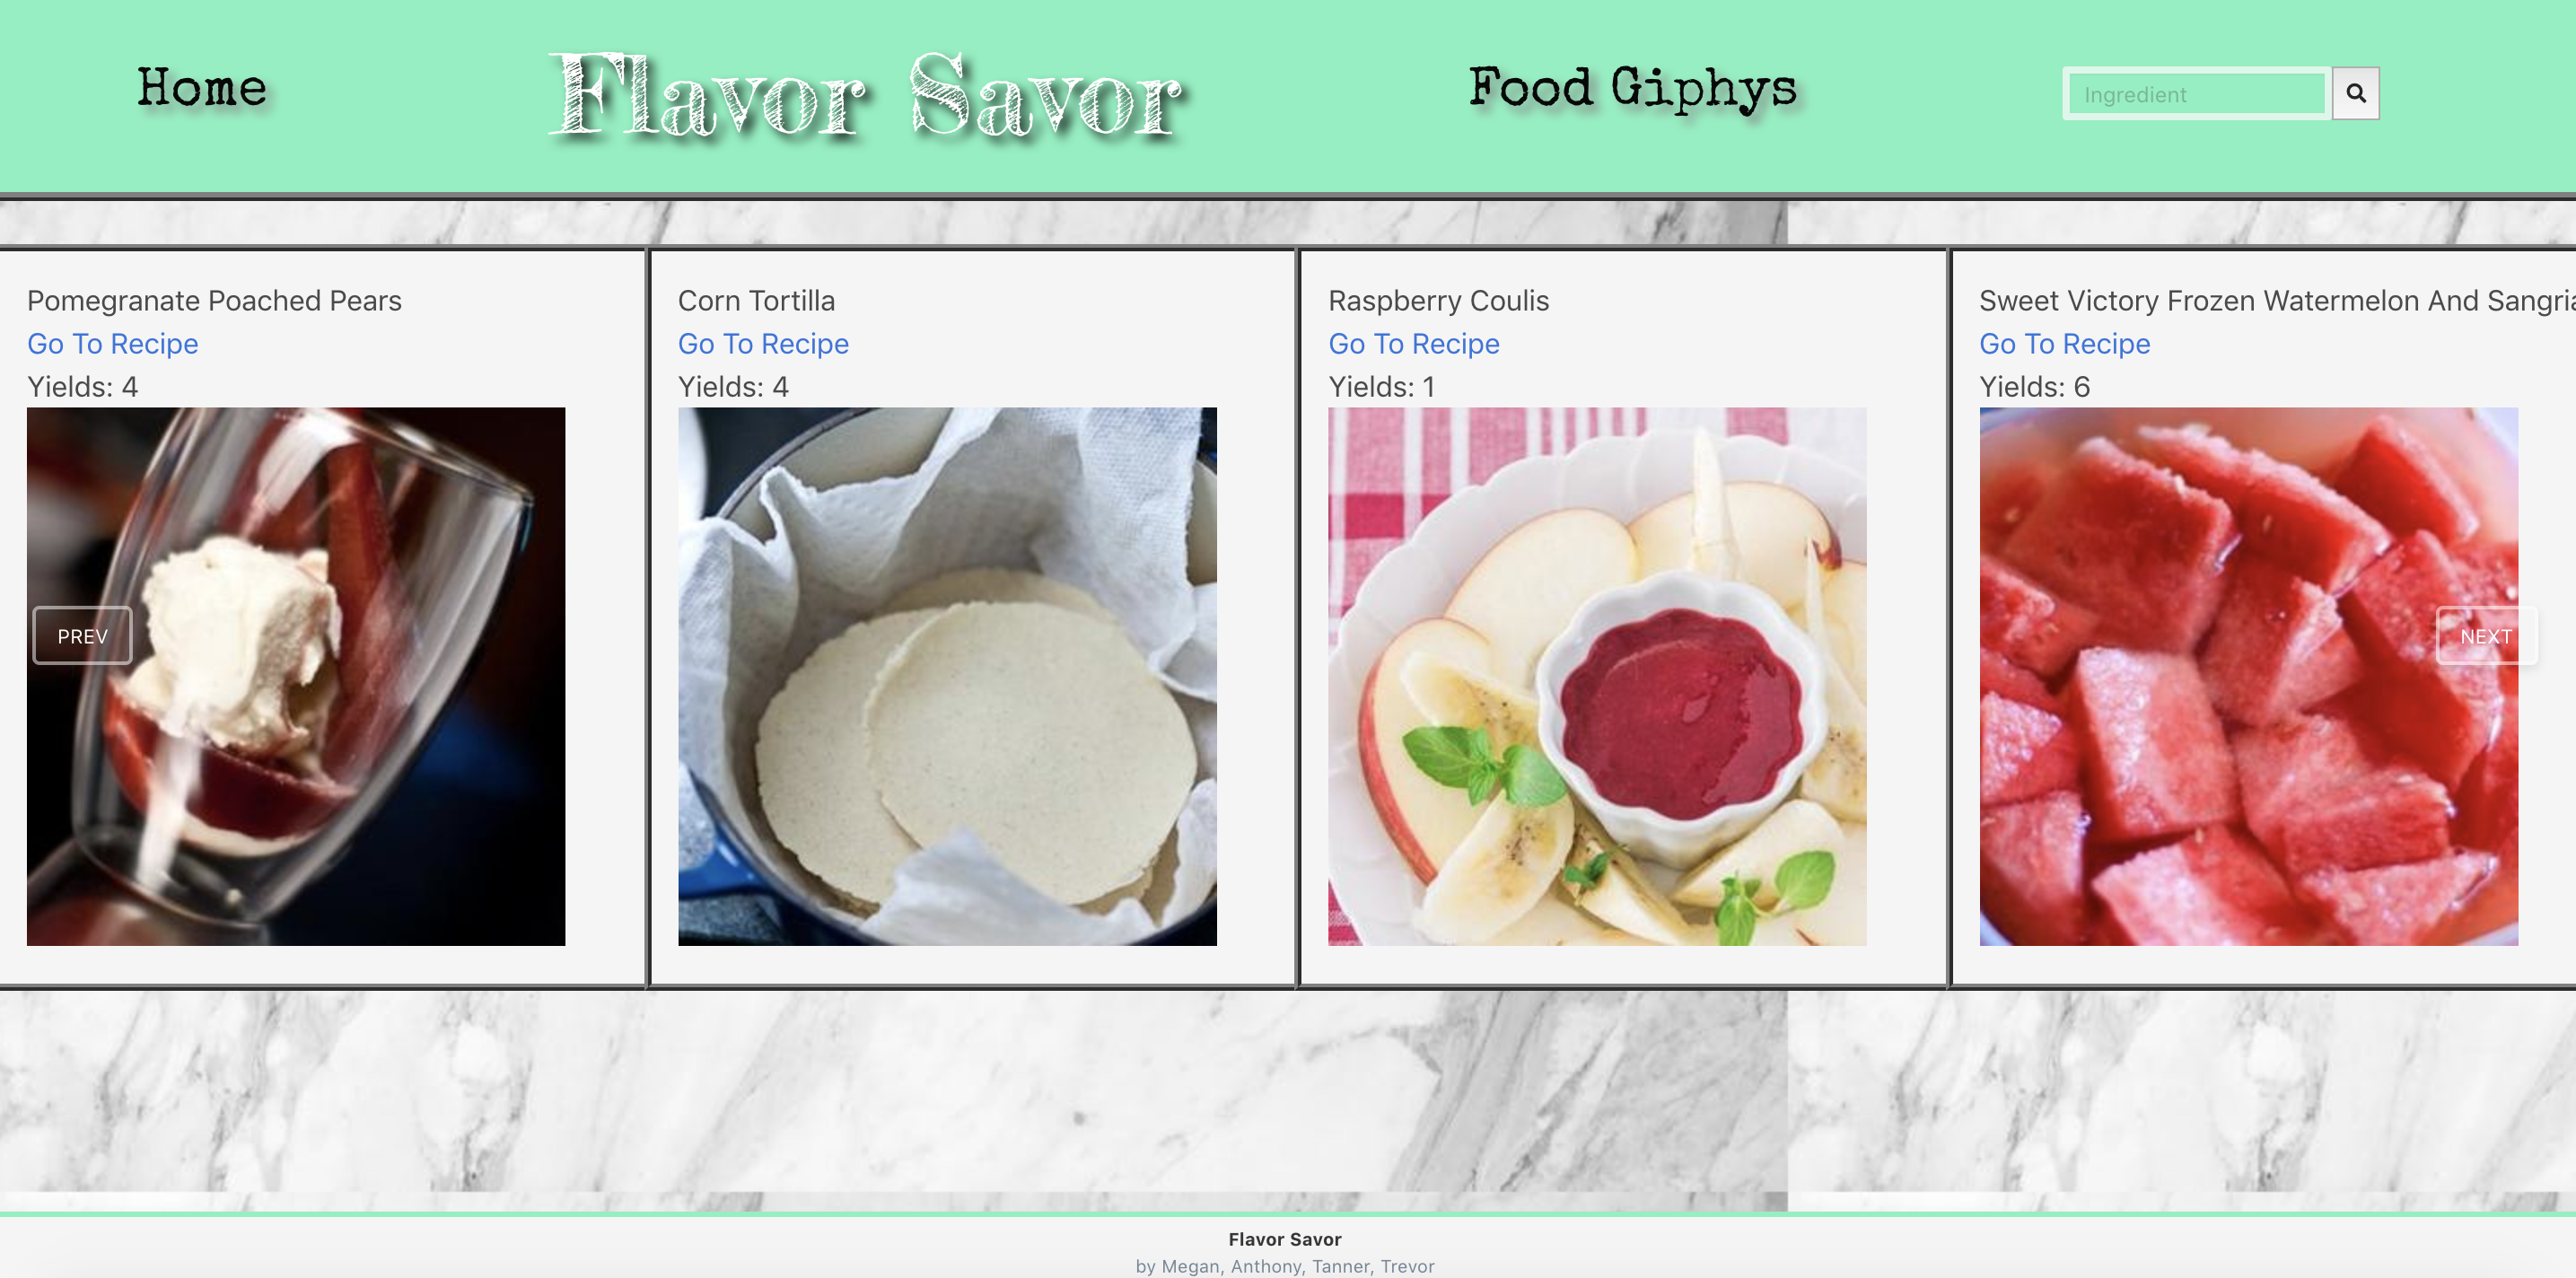 Home
Flavor Savor
Food Giphys
Ingredient
Pomegranate Poached Pears
Go To Recipe
Yields: 4
PREV
Corn Tortilla
Go To Recipe
Yields: 4
Raspberry Coulis
Go To Recipe
Yields: 1
Sweet Victory Frozen Watermelon And Sangria
Go To Recipe
Yields: 6
NEXT
Flavor Savor
by Megan, Anthony, Tanner, Trevor